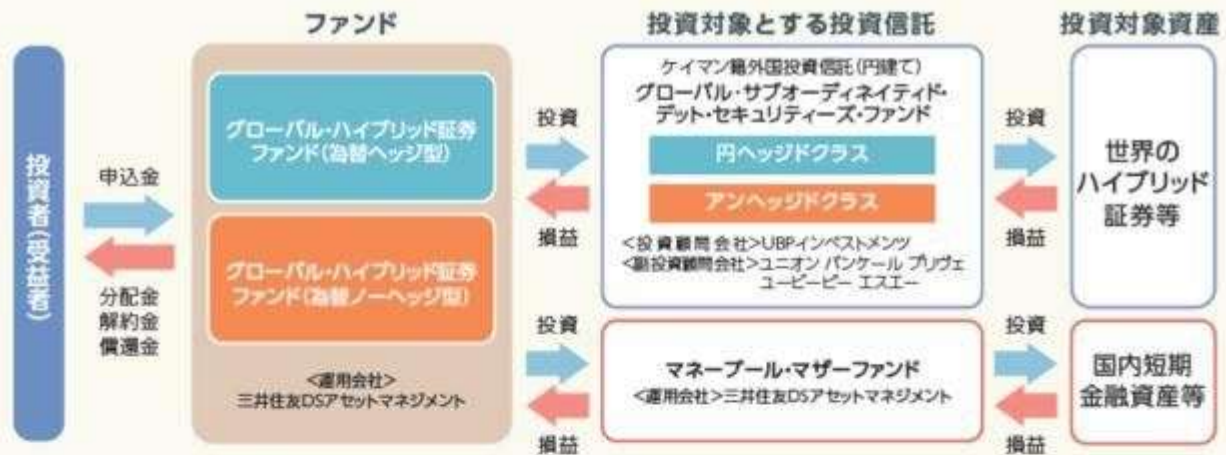 ファンド
投資対象とする投資信託
投資対象資産
投資者(受益者)
申込金
分配金
解約金
償還金
グローバル・ハイブリッド証券
ファンド(為替ヘッジ型)
グローバル・ハイブリッド証券
ファンド(為替ノーヘッジ型)
<運用会社>
三井住友DSアセットマネジメント
投資
損益
投資
損益
ケイマン籍外国投資信託(円建て)
グローバル・サブオーディネイティド・
デット・セキュリティーズ・ファンド
円ヘッジドクラス
アンヘッジドクラス
<投資顧問会社>UBPインベストメンツ
<副投資顧問会社>ユニオン バンケール プリヴェ
ユービーピー エスエー
マネープール・マザーファンド
<運用会社>三井住友DSアセットマネジメント
投資
損益
投資
損益
世界の
ハイブリッド
証券等
国内短期
金融資産等